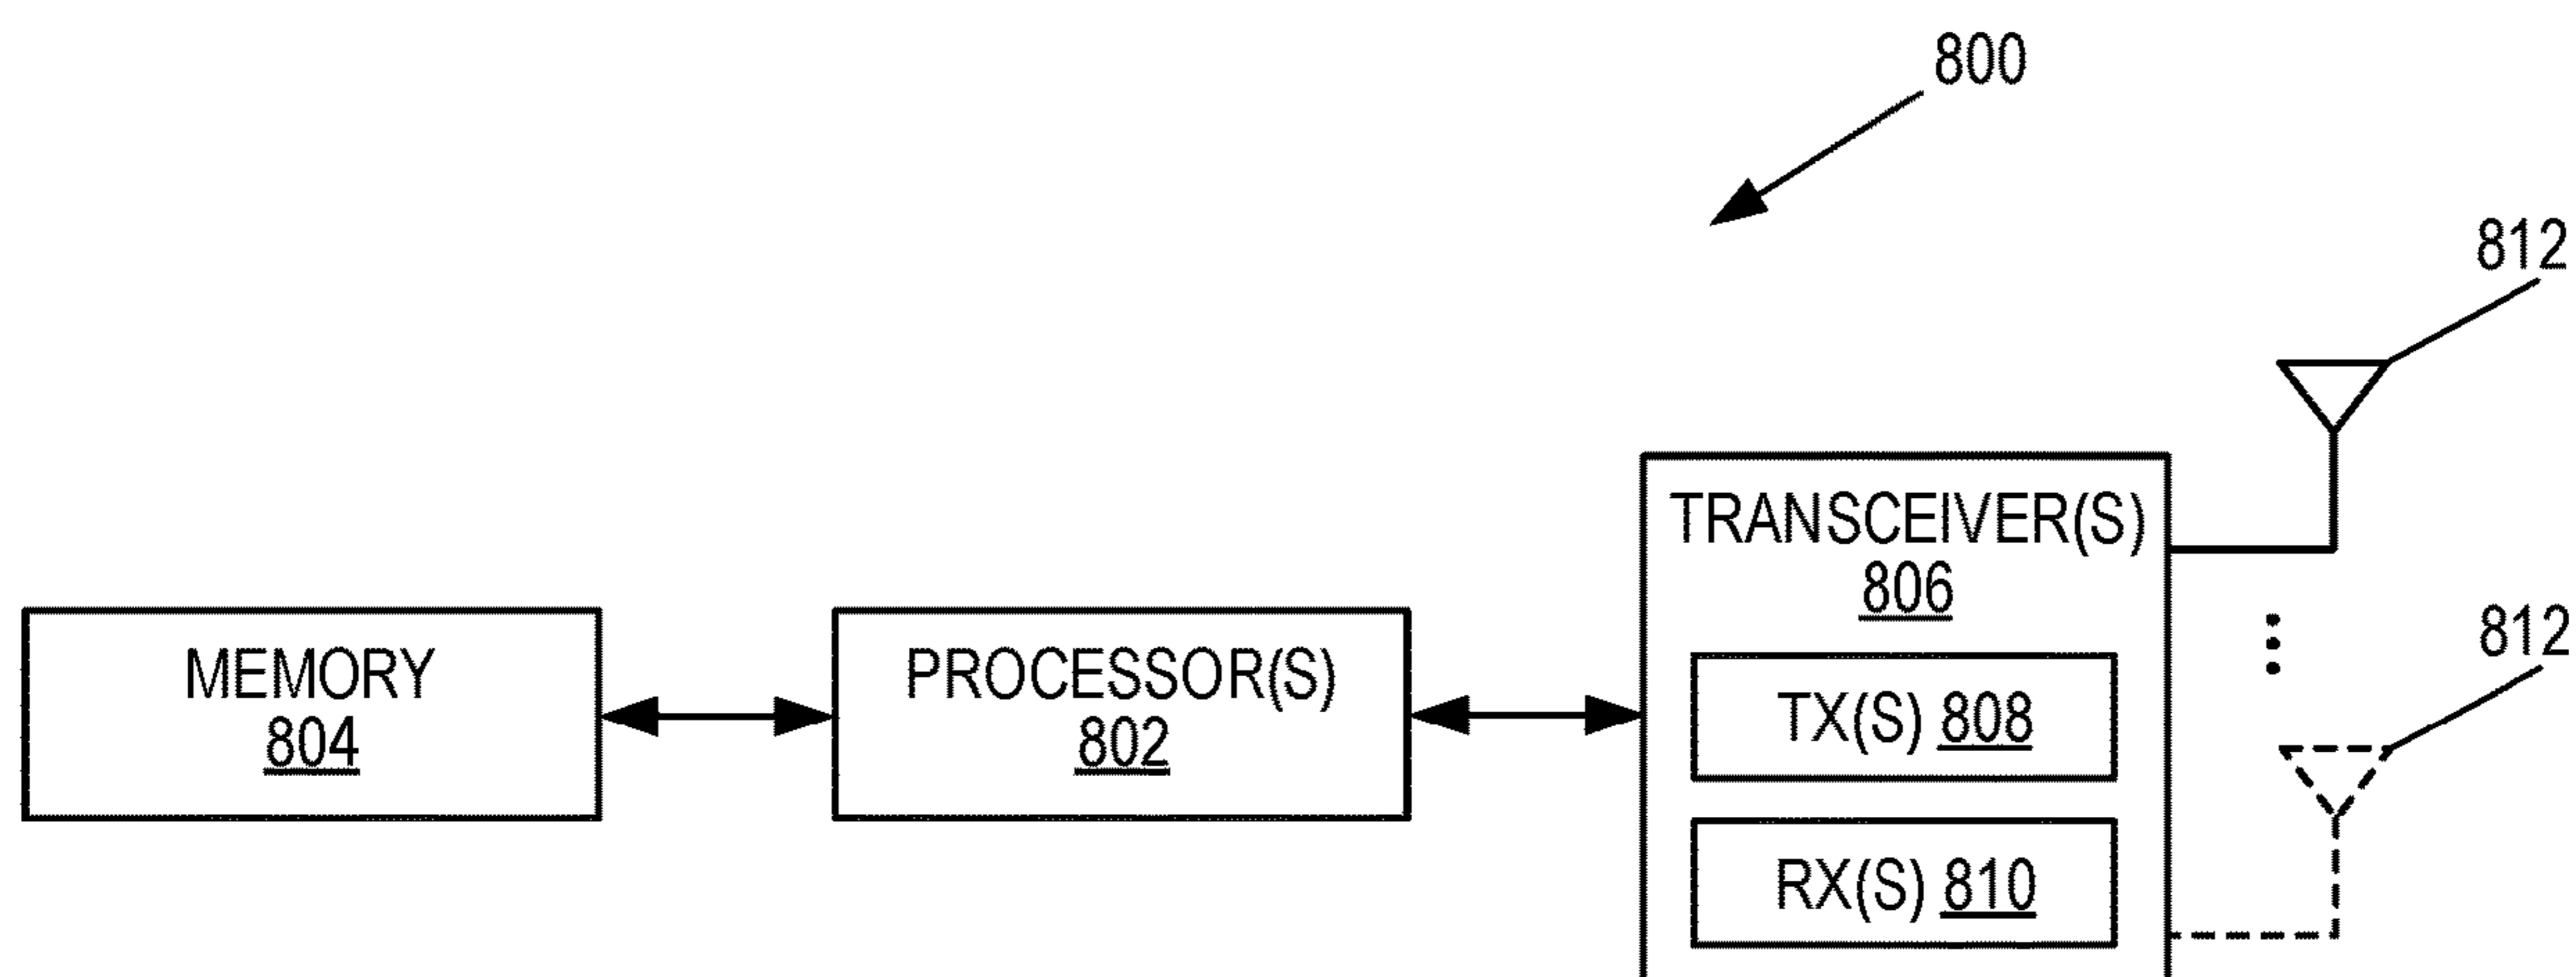 800
812
TRANSCEIVER(S)
806
812
MEMORY
804
PROCESSOR(S)
802
TX(S) 808
RX(S) 810